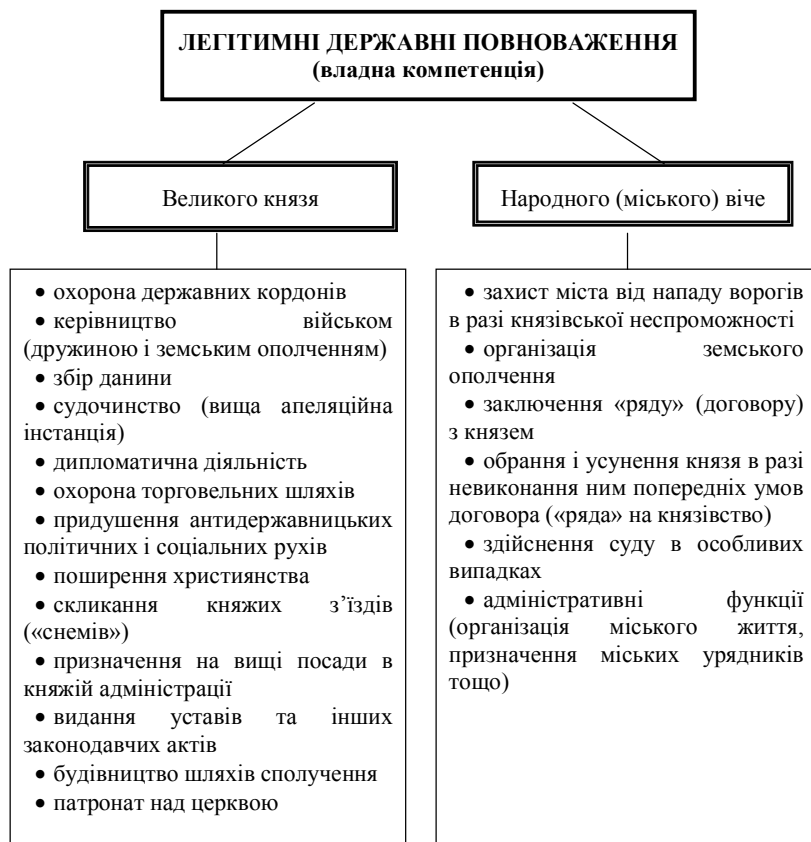 ЛЕГІТИМНІ ДЕРЖАВНІ ПОВНОВАЖЕННЯ
(владна компетенція)
Великого князя
• охорона державних кордонів
• керівництво військом
(дружиною і земським ополченням)
• збір данини
• судочинство (вища апеляційна
інстанція)
• дипломатична діяльність
• охорона торговельних шляхів
• придушення антидержавницьких
політичних і соціальних рухів
• поширення християнства
• скликання княжих з’їздів
(«снемів»)
• призначення на вищі посади в
княжій адміністрації
• видання уставів та інших
законодавчих актів
• будівництво шляхів сполучення
• патронат над церквою
Народного (міського) віче
• захист міста від нападу ворогів
в разі князівської неспроможності
• організація земського
ополчення
• заключення «ряду» (договору)
з князем
• обрання і усунення князя в разі
невиконання ним попередніх умов
договора («ряда» на князівство)
• здійснення суду в особливих
випадках
• адміністративні функції
(організація міського життя,
призначення міських урядників
тощо)